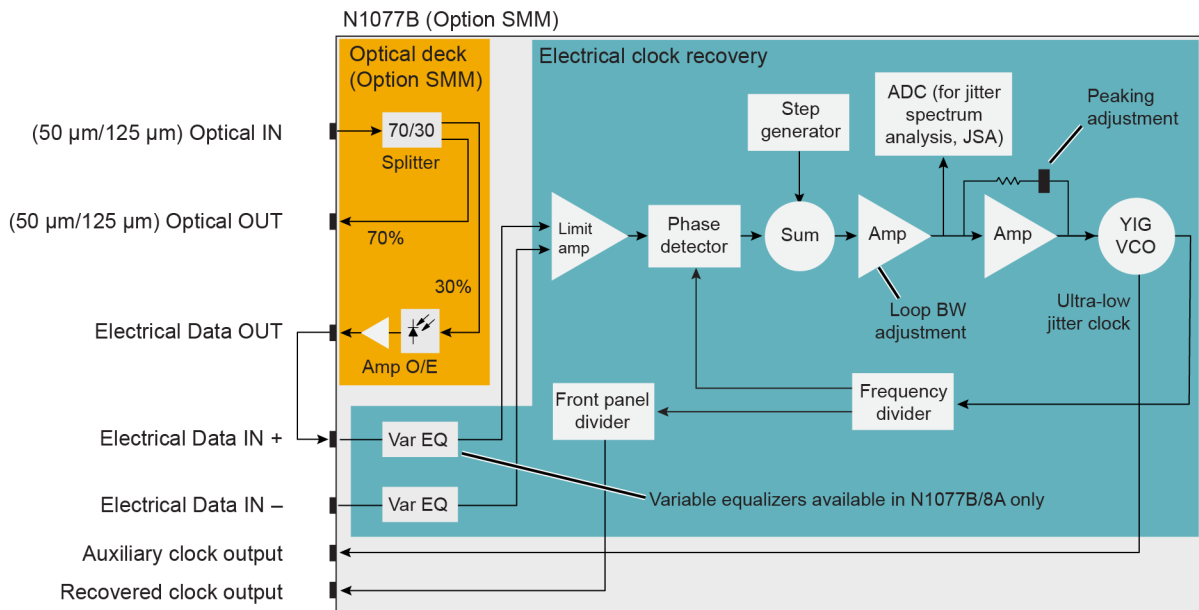 N1077B (Option SMM)
Optical deck
(Option SMM)
Electrical clock recovery
(50 µm/125 µm) Optical IN
70/30
Splitter
Step
generator
ADC (for jitter
spectrum
analysis, JSA)
Peaking
adjustment
(50 µm/125 µm) Optical OUT
70%
Limit
amp
Phase
detector
Sum
Amp
Amp
YIG
VCO
30%
Electrical Data OUT
Amp O/E
Loop BW
adjustment
Ultra-low
jitter clock
Front panel
divider
Frequency
divider
Electrical Data IN +
Var EQ
Electrical Data IN –
Var EQ
Variable equalizers available in N1077B/8A only
Auxiliary clock output
Recovered clock output